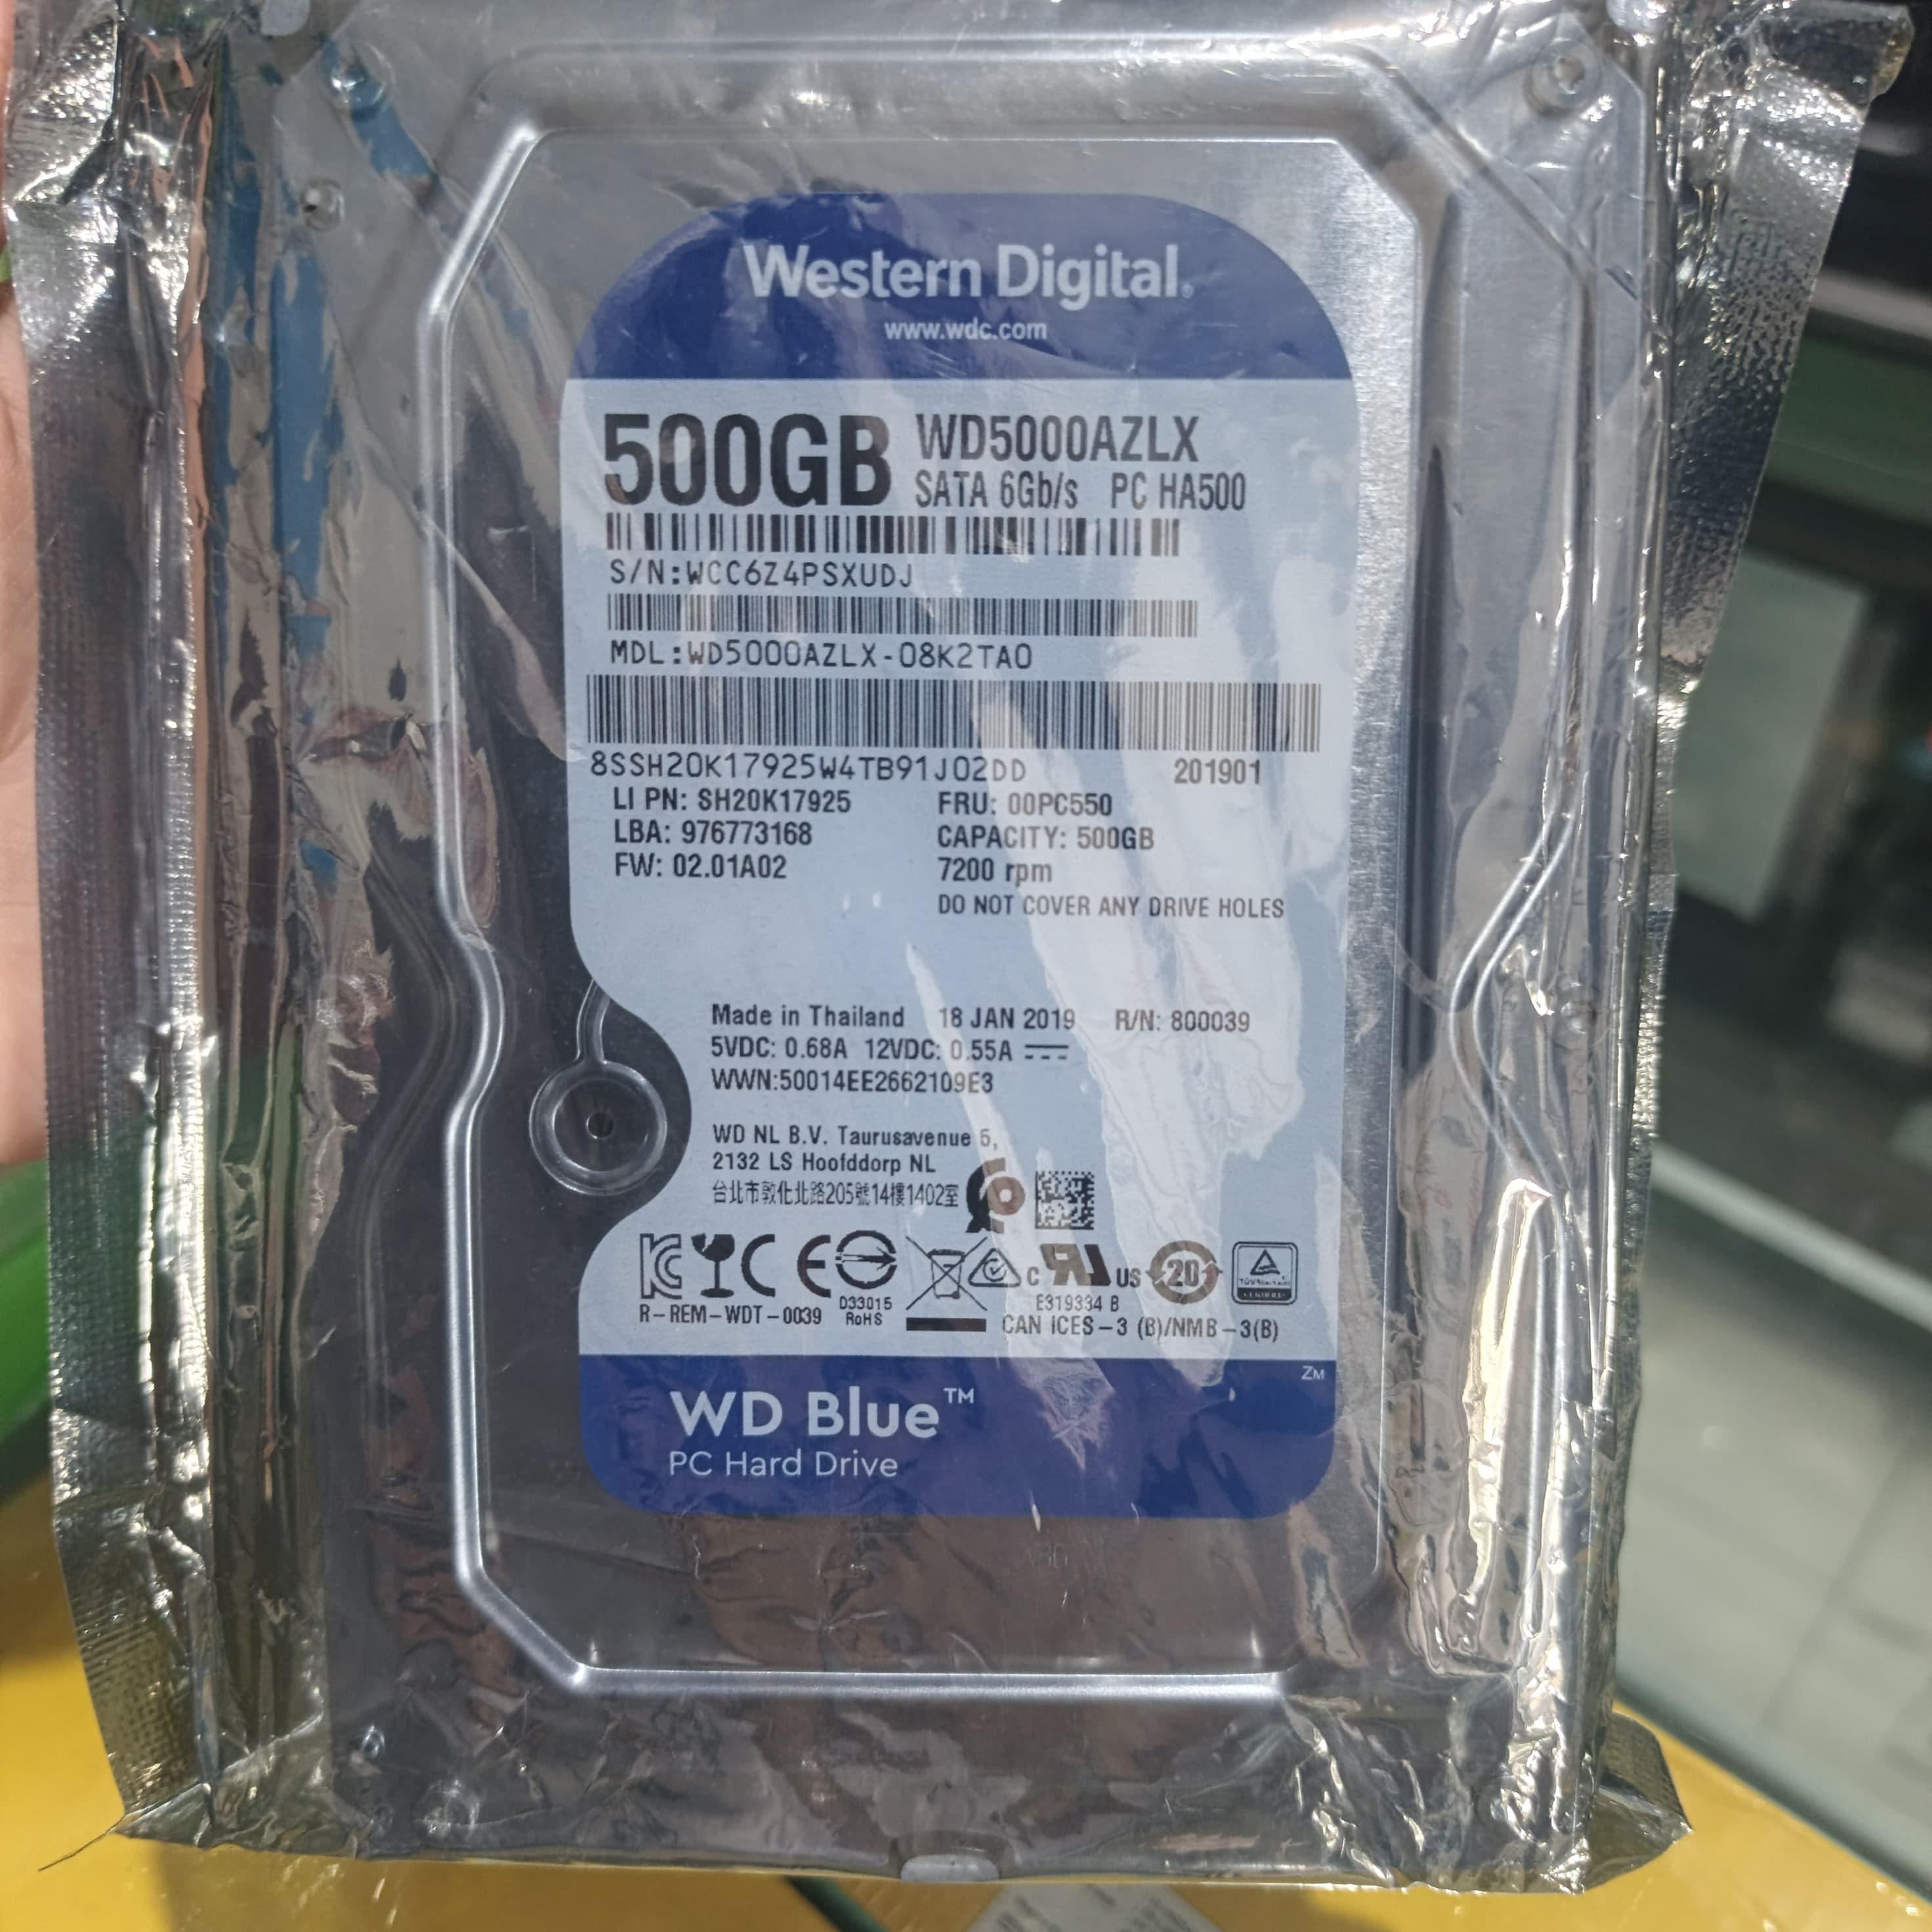 Western Digital®
www.wdc.com
500GB WD5000AZLX
SATA 6Gb/s PC HA500
S/N:WCC6Z4PSXUDJ
MDL:WD5000AZLX-08K2TA0
8SSH20K17925W4TB91J02DD 201901
LI PN: SH20K17925 FRU: 00PC550
LBA: 976773168 CAPACITY: 500GB
FW: 02.01A02 7200 rpm
DO NOT COVER ANY DRIVE HOLES
Made in Thailand 18 JAN 2019 R/N: 800039
5VDC: 0.68A 12VDC: 0.55A
WWN:50014EE2662109E3
WD NL B.V. Taurusavenue 5,
2132 LS Hoofddorp NL
台北市敦化北路205號14樓1402室
C US 20
R-REM-WDT-0039 D33015 E319334 B
RoHS
CAN ICES-3 (B)/NMB-3(B)
ZM
WD Blue™
PC Hard Drive